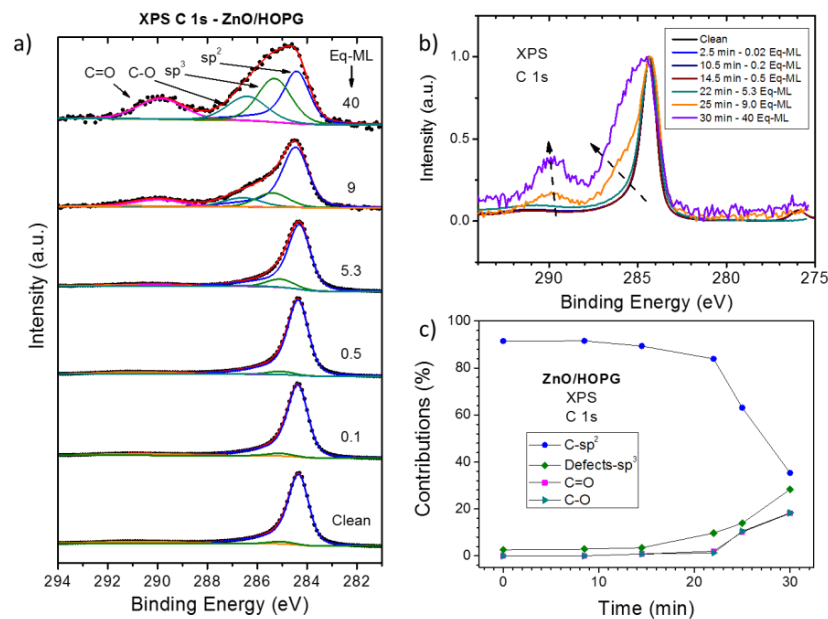 XPS C 1s - ZnO/HOPG
a)
C=O
C-O
sp³
sp²
Eq-ML
40
9
5.3
0.5
0.1
Clean
Intensity (a.u.)
294 292 290 288 286 284 282
Binding Energy (eV)
b)
XPS
C 1s
Clean
2.5 min - 0.02 Eq-ML
10.5 min - 0.2 Eq-ML
14.5 min - 0.5 Eq-ML
22 min - 5.3 Eq-ML
25 min - 9.0 Eq-ML
30 min - 40 Eq-ML
Intensity (a.u.)
1.0
0.5
0.0
290 285 280 275
Binding Energy (eV)
c)
ZnO/HOPG
XPS
C 1s
C-sp²
Defects-sp³
C=O
C-O
Contributions (%)
100
80
60
40
20
0
0 10 20 30
Time (min)